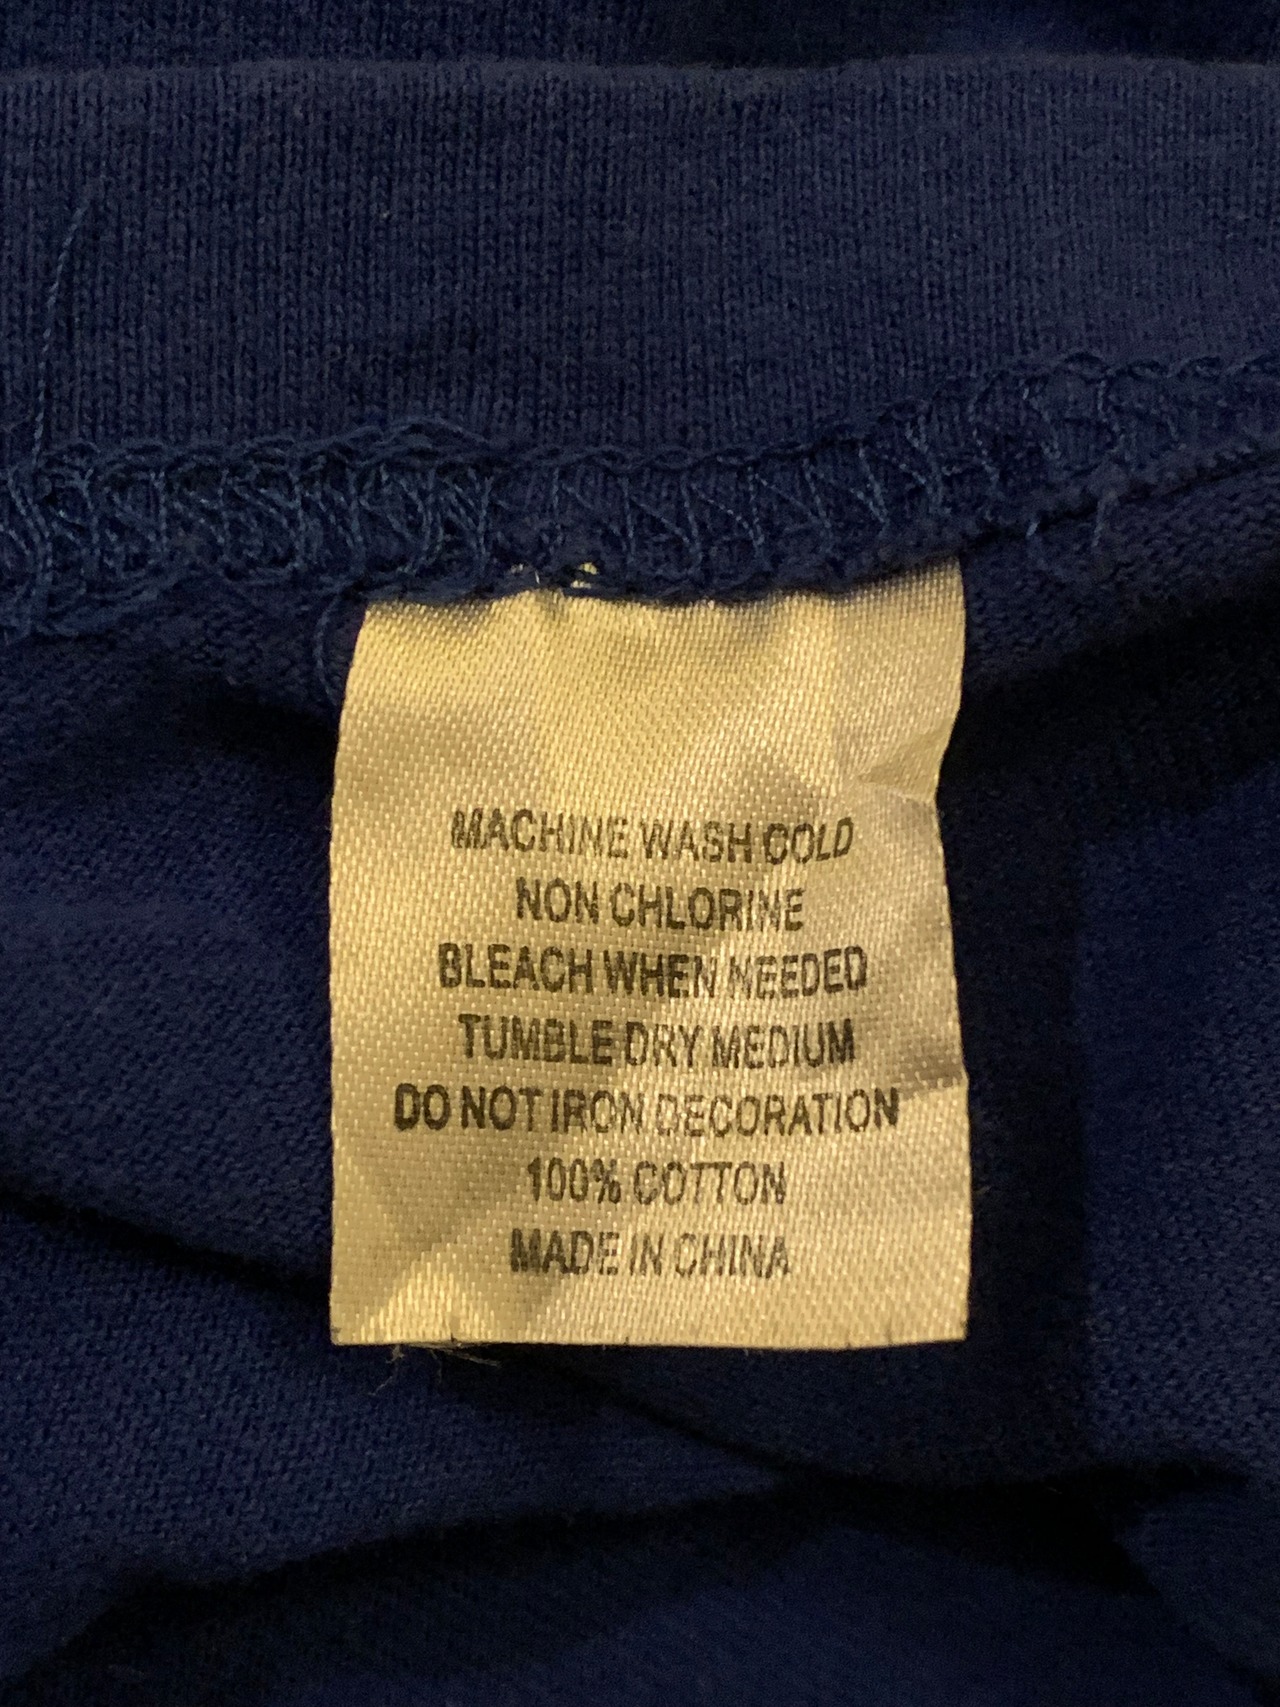 MACHINE WASH COLD
NON CHLORINE
BLEACH WHEN NEEDED
TUMBLE DRY MEDIUM
DO NOT IRON DECORATION
100% COTTON
MADE IN CHINA